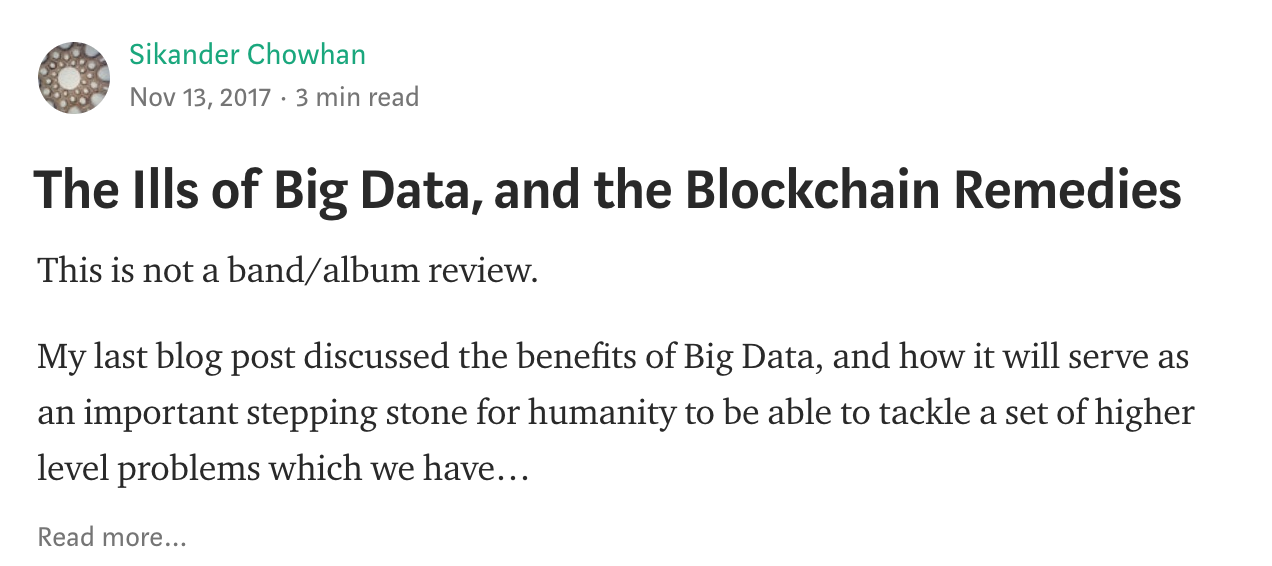 Sikander Chowhan
Nov 13, 2017 · 3 min read
The Ills of Big Data, and the Blockchain Remedies
This is not a band/album review.
My last blog post discussed the benefits of Big Data, and how it will serve as
an important stepping stone for humanity to be able to tackle a set of higher
level problems which we have…
Read more…